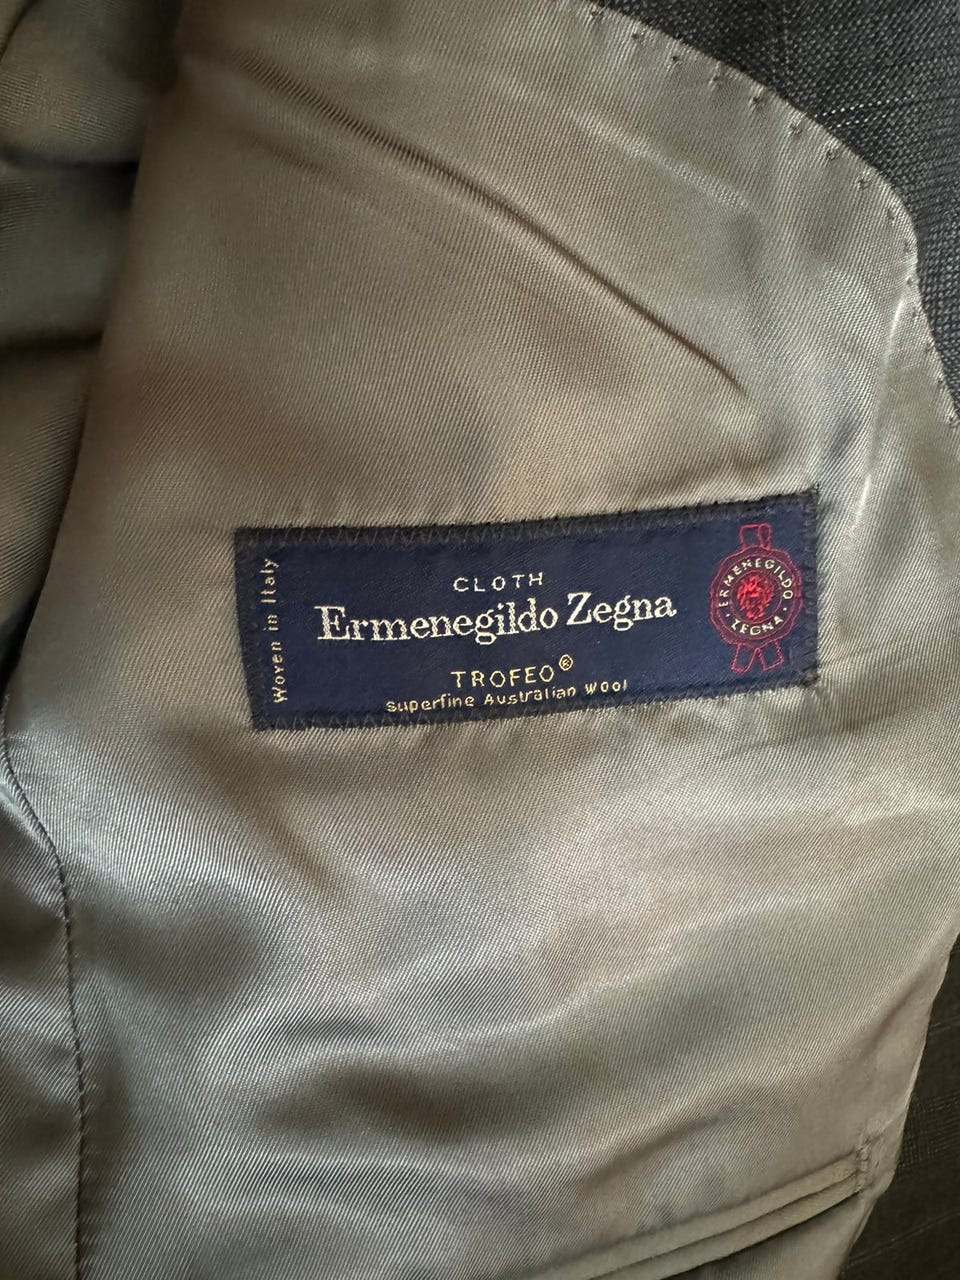 Woven in Italy
CLOTH
Ermenegildo Zegna
TROFEO®
Superfine Australian Wool
ERMENEGILDO
· ZEGNA ·